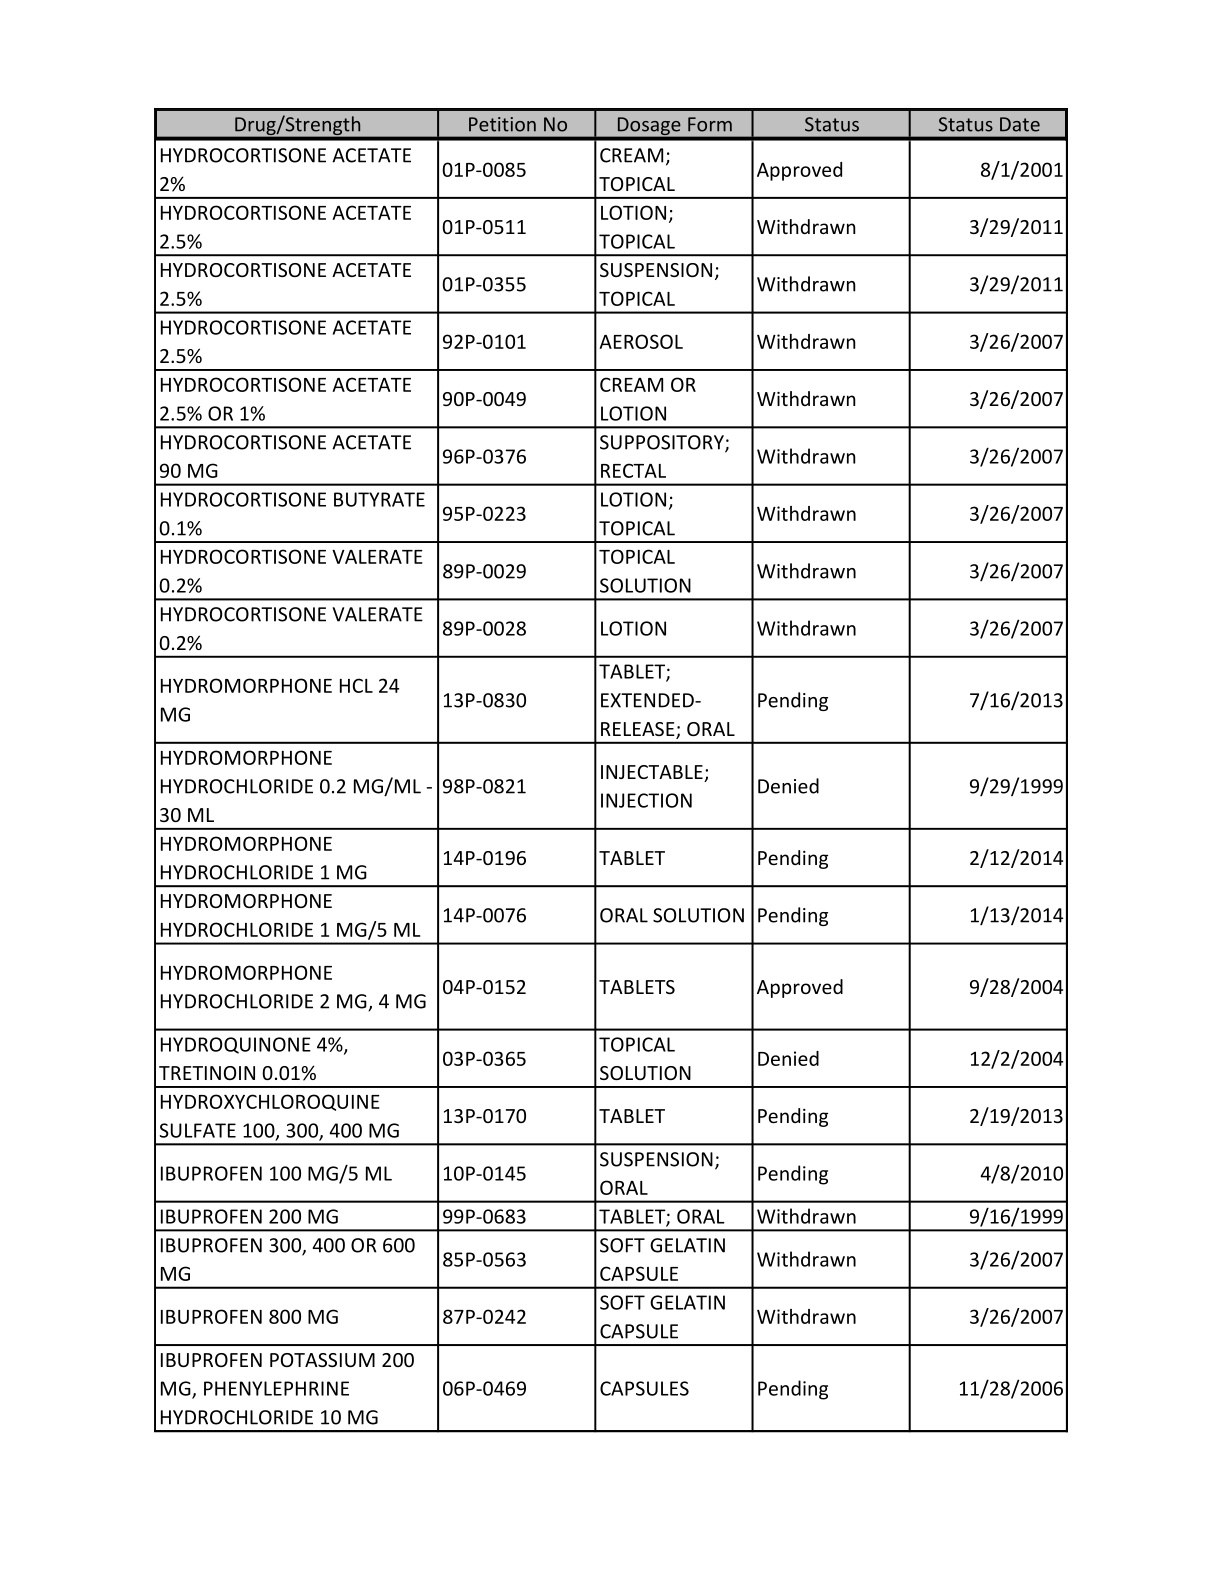 Drug/Strength Petition No Dosage Form Status Status Date
HYDROCORTISONE ACETATE
2% 01P-0085 CREAM;
TOPICAL Approved 8/1/2001
HYDROCORTISONE ACETATE
2.5% 01P-0511 LOTION;
TOPICAL Withdrawn 3/29/2011
HYDROCORTISONE ACETATE
2.5% 01P-0355 SUSPENSION;
TOPICAL Withdrawn 3/29/2011
HYDROCORTISONE ACETATE
2.5% 92P-0101 AEROSOL Withdrawn 3/26/2007
HYDROCORTISONE ACETATE
2.5% OR 1% 90P-0049 CREAM OR
LOTION Withdrawn 3/26/2007
HYDROCORTISONE ACETATE
90 MG 96P-0376 SUPPOSITORY;
RECTAL Withdrawn 3/26/2007
HYDROCORTISONE BUTYRATE
0.1% 95P-0223 LOTION;
TOPICAL Withdrawn 3/26/2007
HYDROCORTISONE VALERATE
0.2% 89P-0029 TOPICAL
SOLUTION Withdrawn 3/26/2007
HYDROCORTISONE VALERATE
0.2% 89P-0028 LOTION Withdrawn 3/26/2007
HYDROMORPHONE HCL 24
MG 13P-0830 TABLET;
EXTENDED-
RELEASE; ORAL Pending 7/16/2013
HYDROMORPHONE
HYDROCHLORIDE 0.2 MG/ML -
30 ML 98P-0821 INJECTABLE;
INJECTION Denied 9/29/1999
HYDROMORPHONE
HYDROCHLORIDE 1 MG 14P-0196 TABLET Pending 2/12/2014
HYDROMORPHONE
HYDROCHLORIDE 1 MG/5 ML 14P-0076 ORAL SOLUTION Pending 1/13/2014
HYDROMORPHONE
HYDROCHLORIDE 2 MG, 4 MG 04P-0152 TABLETS Approved 9/28/2004
HYDROQUINONE 4%,
TRETINOIN 0.01% 03P-0365 TOPICAL
SOLUTION Denied 12/2/2004
HYDROXYCHLOROQUINE
SULFATE 100, 300, 400 MG 13P-0170 TABLET Pending 2/19/2013
IBUPROFEN 100 MG/5 ML 10P-0145 SUSPENSION;
ORAL Pending 4/8/2010
IBUPROFEN 200 MG 99P-0683 TABLET; ORAL Withdrawn 9/16/1999
IBUPROFEN 300, 400 OR 600
MG 85P-0563 SOFT GELATIN
CAPSULE Withdrawn 3/26/2007
IBUPROFEN 800 MG 87P-0242 SOFT GELATIN
CAPSULE Withdrawn 3/26/2007
IBUPROFEN POTASSIUM 200
MG, PHENYLEPHRINE
HYDROCHLORIDE 10 MG 06P-0469 CAPSULES Pending 11/28/2006